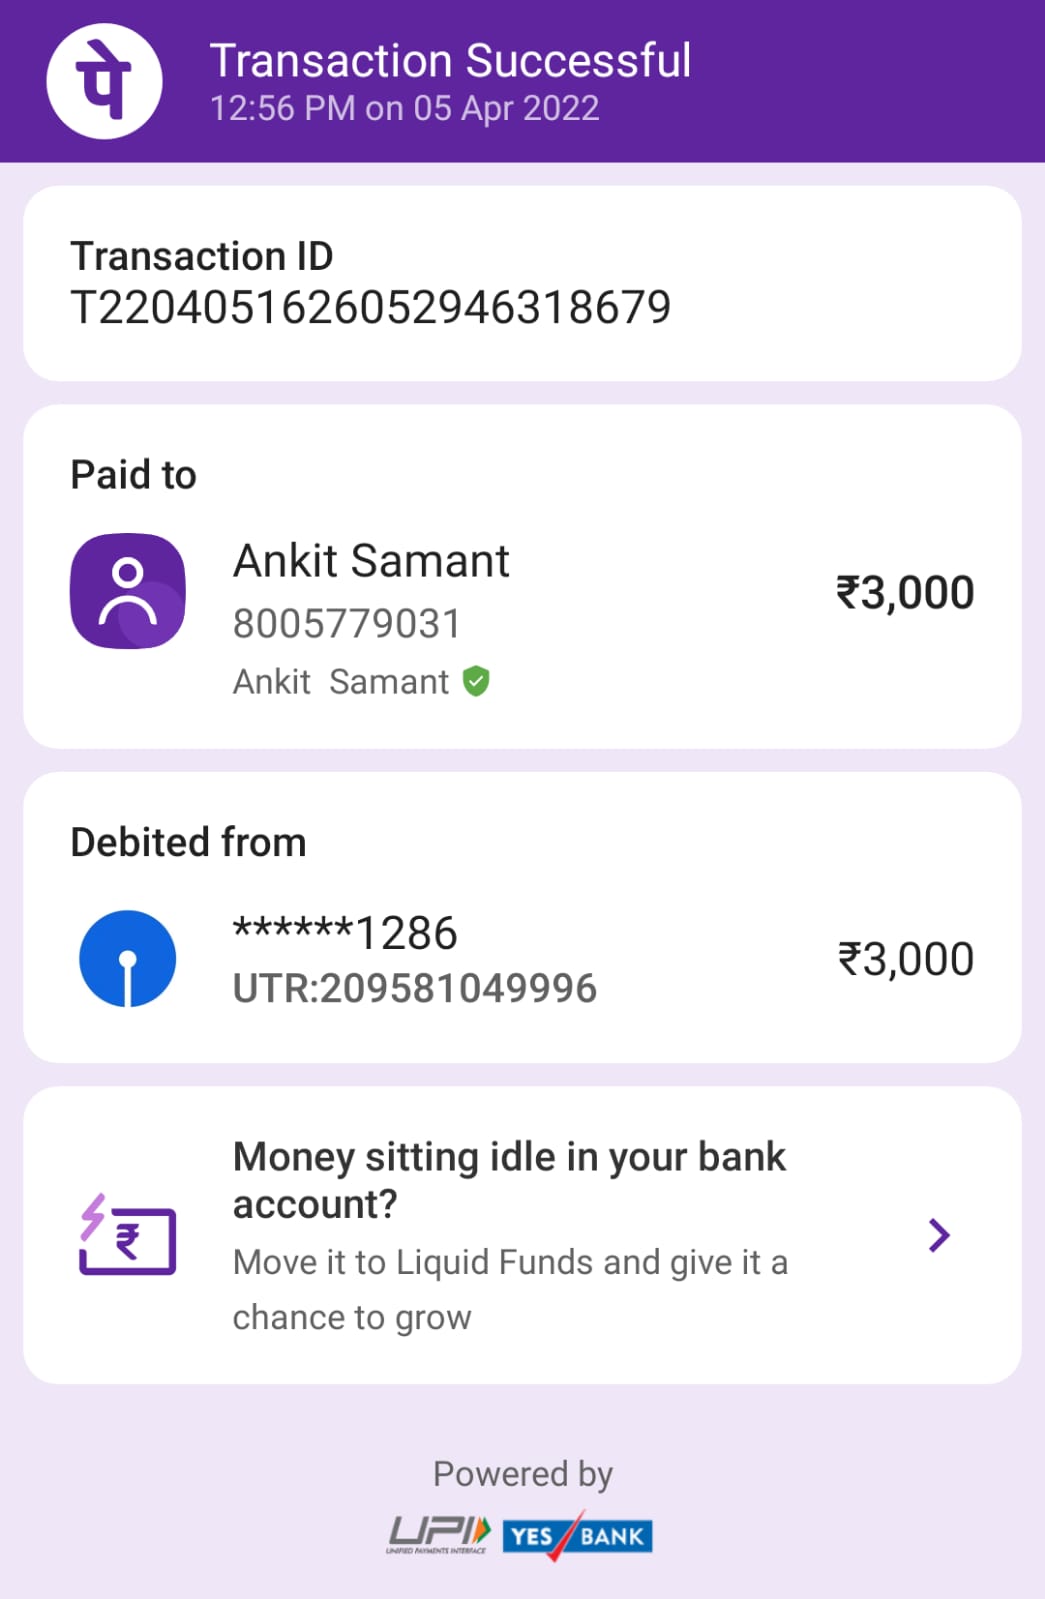 पे
Transaction Successful
12:56 PM on 05 Apr 2022
Transaction ID
T2204051626052946318679
Paid to
Ankit Samant
8005779031
Ankit  Samant
₹3,000
Debited from
******1286
UTR:209581049996
₹3,000
Money sitting idle in your bank
account?
Move it to Liquid Funds and give it a
chance to grow
₹
Powered by
UPI
UNIFIED PAYMENTS INTERFACE
YES BANK